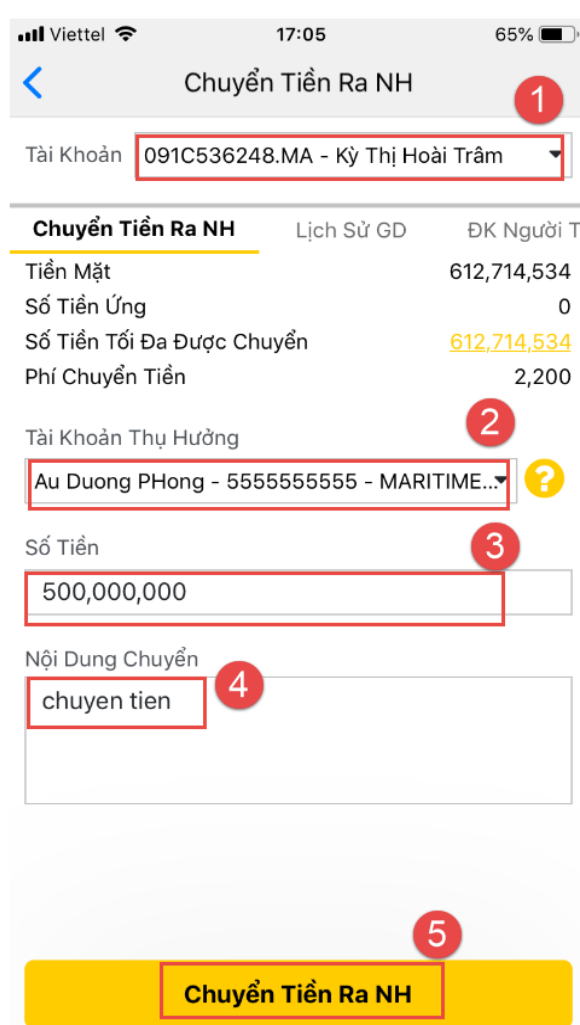 Viettel 17:05 65%
Chuyển Tiền Ra NH
1
Tài Khoản 091C536248.MA - Kỳ Thị Hoài Trâm
Chuyển Tiền Ra NH Lịch Sử GD ĐK Người T
Tiền Mặt 612,714,534
Số Tiền Ứng 0
Số Tiền Tối Đa Được Chuyển 612,714,534
Phí Chuyển Tiền 2,200
2
Tài Khoản Thụ Hưởng
Au Duong PHong - 5555555555 - MARITIME... ?
3
Số Tiền
500,000,000
Nội Dung Chuyển
4
chuyen tien
5
Chuyển Tiền Ra NH